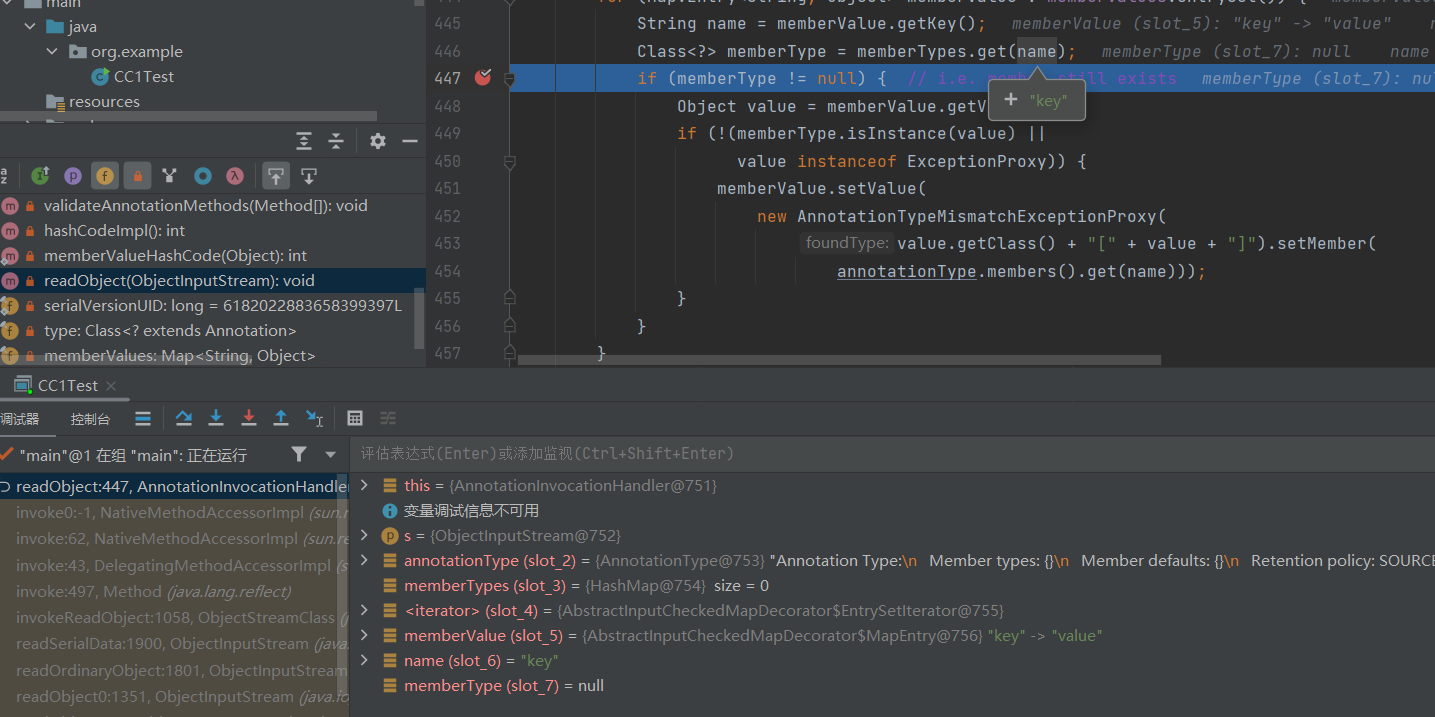 main
java
org.example
CC1Test
resources
validateAnnotationMethods(Method[]): void
hashCodeImpl(): int
memberValueHashCode(Object): int
readObject(ObjectInputStream): void
serialVersionUID: long = 6182022883658399397L
type: Class<? extends Annotation>
memberValues: Map<String, Object>
445 String name = memberValue.getKey(); memberValue (slot_5): "key" -> "value"
446 Class<?> memberType = memberTypes.get(name); memberType (slot_7): null name
447 if (memberType != null) { // i.e. member still exists memberType (slot_7): nu
"key"
448 Object value = memberValue.getV
449 if (!(memberType.isInstance(value) ||
450 value instanceof ExceptionProxy)) {
451 memberValue.setValue(
452 new AnnotationTypeMismatchExceptionProxy(
453 foundType: value.getClass() + "[" + value + "]").setMember(
454 annotationType.members().get(name)));
455 }
456 }
457 }
CC1Test
调试器 控制台
"main"@1 在组 "main": 正在运行
readObject:447, AnnotationInvocationHandler
invoke0:-1, NativeMethodAccessorImpl (sun.r
invoke:62, NativeMethodAccessorImpl (sun.re
invoke:43, DelegatingMethodAccessorImpl (s
invoke:497, Method (java.lang.reflect)
invokeReadObject:1058, ObjectStreamClass (j
readSerialData:1900, ObjectInputStream (java
readOrdinaryObject:1801, ObjectInputStream
readObject0:1351, ObjectInputStream (java.io
评估表达式(Enter)或添加监视(Ctrl+Shift+Enter)
this = {AnnotationInvocationHandler@751}
变量调试信息不可用
s = {ObjectInputStream@752}
annotationType (slot_2) = {AnnotationType@753} "Annotation Type:\n Member types: {}\n Member defaults: {}\n Retention policy: SOURCE
memberTypes (slot_3) = {HashMap@754} size = 0
<iterator> (slot_4) = {AbstractInputCheckedMapDecorator$EntrySetIterator@755}
memberValue (slot_5) = {AbstractInputCheckedMapDecorator$MapEntry@756} "key" -> "value"
name (slot_6) = "key"
memberType (slot_7) = null